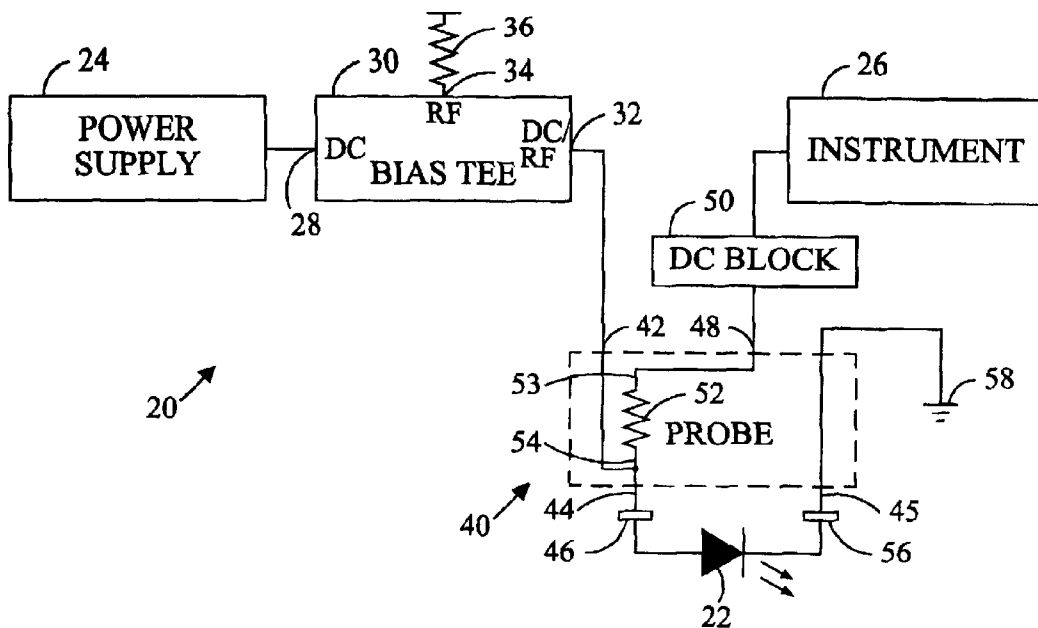 36
24
30
34
26
POWER
SUPPLY
RF
DC
BIAS TEE
DC/
RF
32
INSTRUMENT
28
50
DC BLOCK
42
48
53
52
58
20
PROBE
54
44
45
40
46
56
22